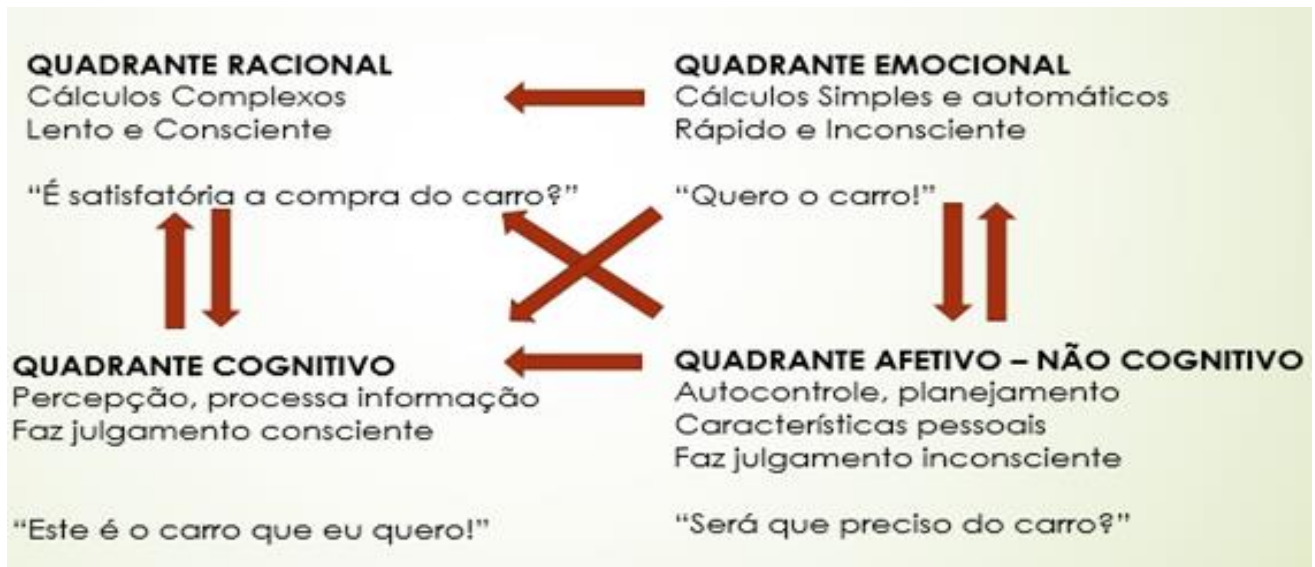 QUADRANTE RACIONAL
Cálculos Complexos
Lento e Consciente
“É satisfatória a compra do carro?”
QUADRANTE EMOCIONAL
Cálculos Simples e automáticos
Rápido e Inconsciente
“Quero o carro!”
QUADRANTE COGNITIVO
Percepção, processa informação
Faz julgamento consciente
“Este é o carro que eu quero!”
QUADRANTE AFETIVO – NÃO COGNITIVO
Autocontrole, planejamento
Características pessoais
Faz julgamento inconsciente
“Será que preciso do carro?”